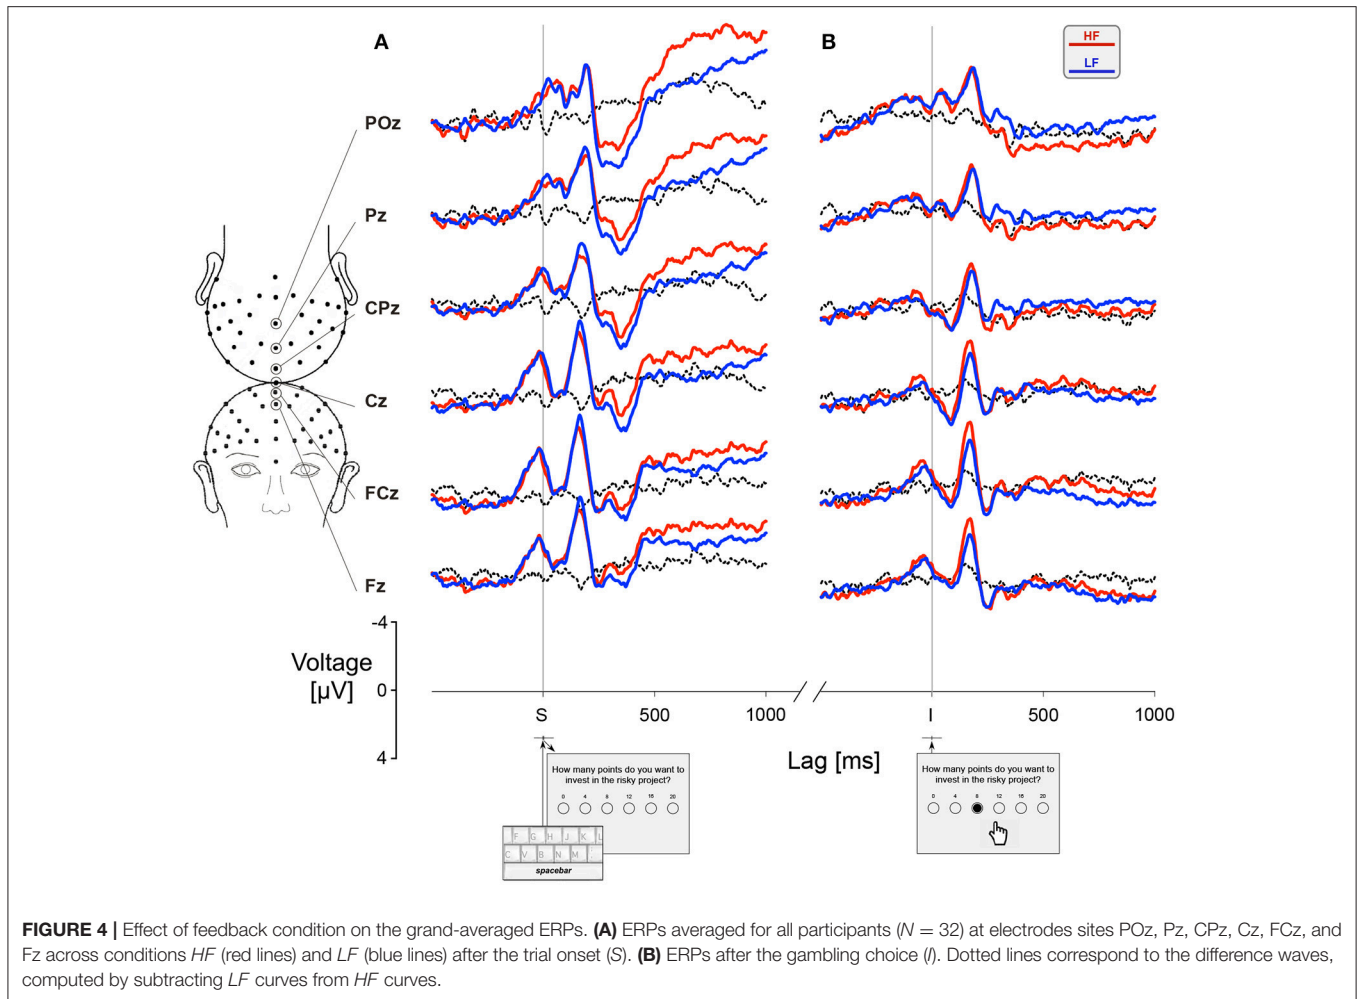 A
B
HF
LF
POz
Pz
CPz
Cz
FCz
Fz
-4
Voltage
[µV]
0
4
S
500
1000
I
500
1000
Lag [ms]
How many points do you want to
invest in the risky project?
0 4 8 12 16 20
F G H J K L
C V B N M
spacebar
How many points do you want to
invest in the risky project?
0 4 8 12 16 20
FIGURE 4 | Effect of feedback condition on the grand-averaged ERPs. (A) ERPs averaged for all participants (N = 32) at electrodes sites POz, Pz, CPz, Cz, FCz, and
Fz across conditions HF (red lines) and LF (blue lines) after the trial onset (S). (B) ERPs after the gambling choice (I). Dotted lines correspond to the difference waves,
computed by subtracting LF curves from HF curves.